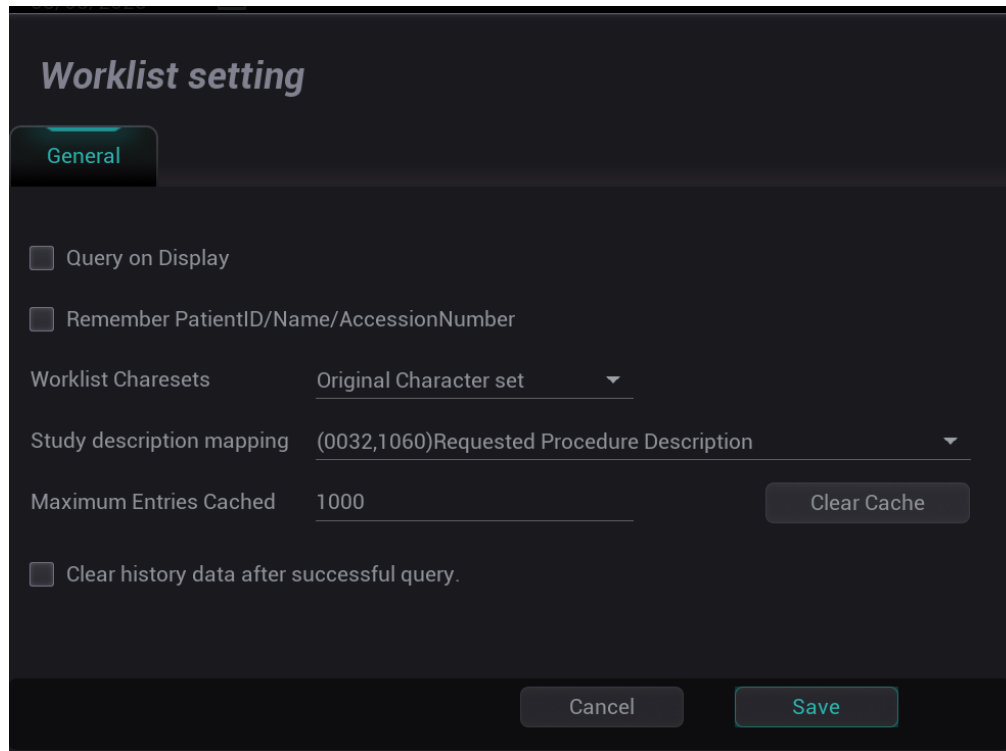 Worklist setting
General
Query on Display
Remember PatientID/Name/AccessionNumber
Worklist Charesets Original Character set
Study description mapping (0032,1060)Requested Procedure Description
Maximum Entries Cached 1000 Clear Cache
Clear history data after successful query.
Cancel Save